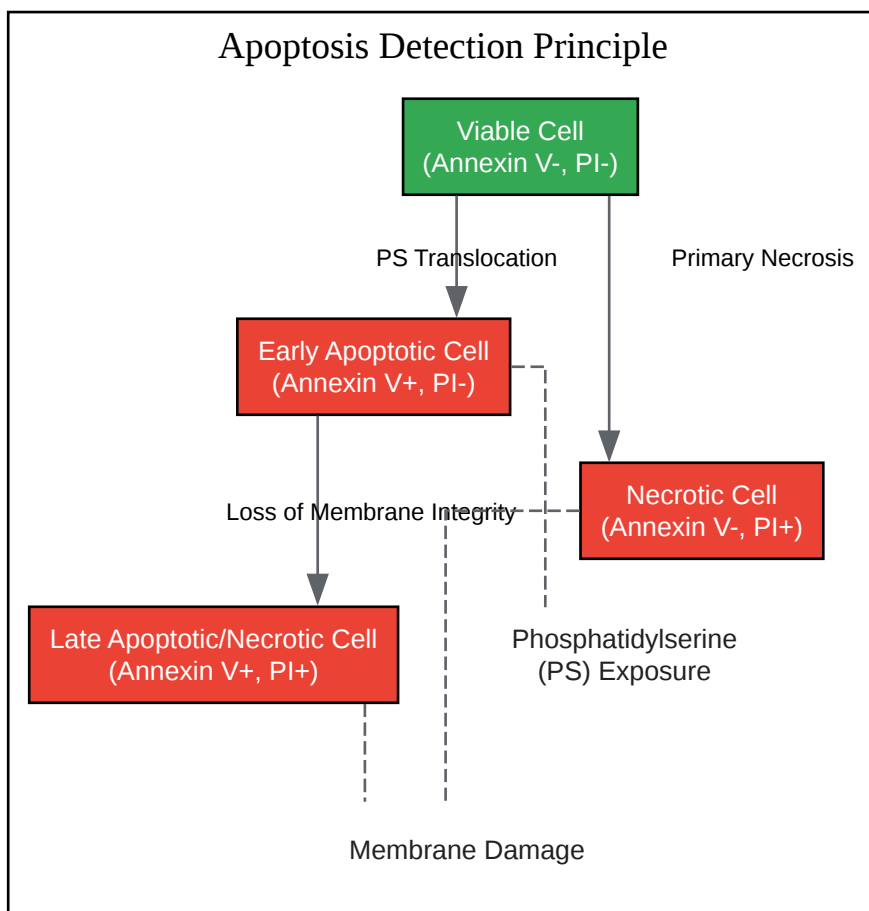 Apoptosis Detection Principle
Viable Cell
(Annexin V-, PI-)
PS Translocation
Primary Necrosis
Early Apoptotic Cell
(Annexin V+, PI-)
Necrotic Cell
(Annexin V-, PI+)
Loss of Membrane Integrity
Late Apoptotic/Necrotic Cell
(Annexin V+, PI+)
Phosphatidylserine
(PS) Exposure
Membrane Damage